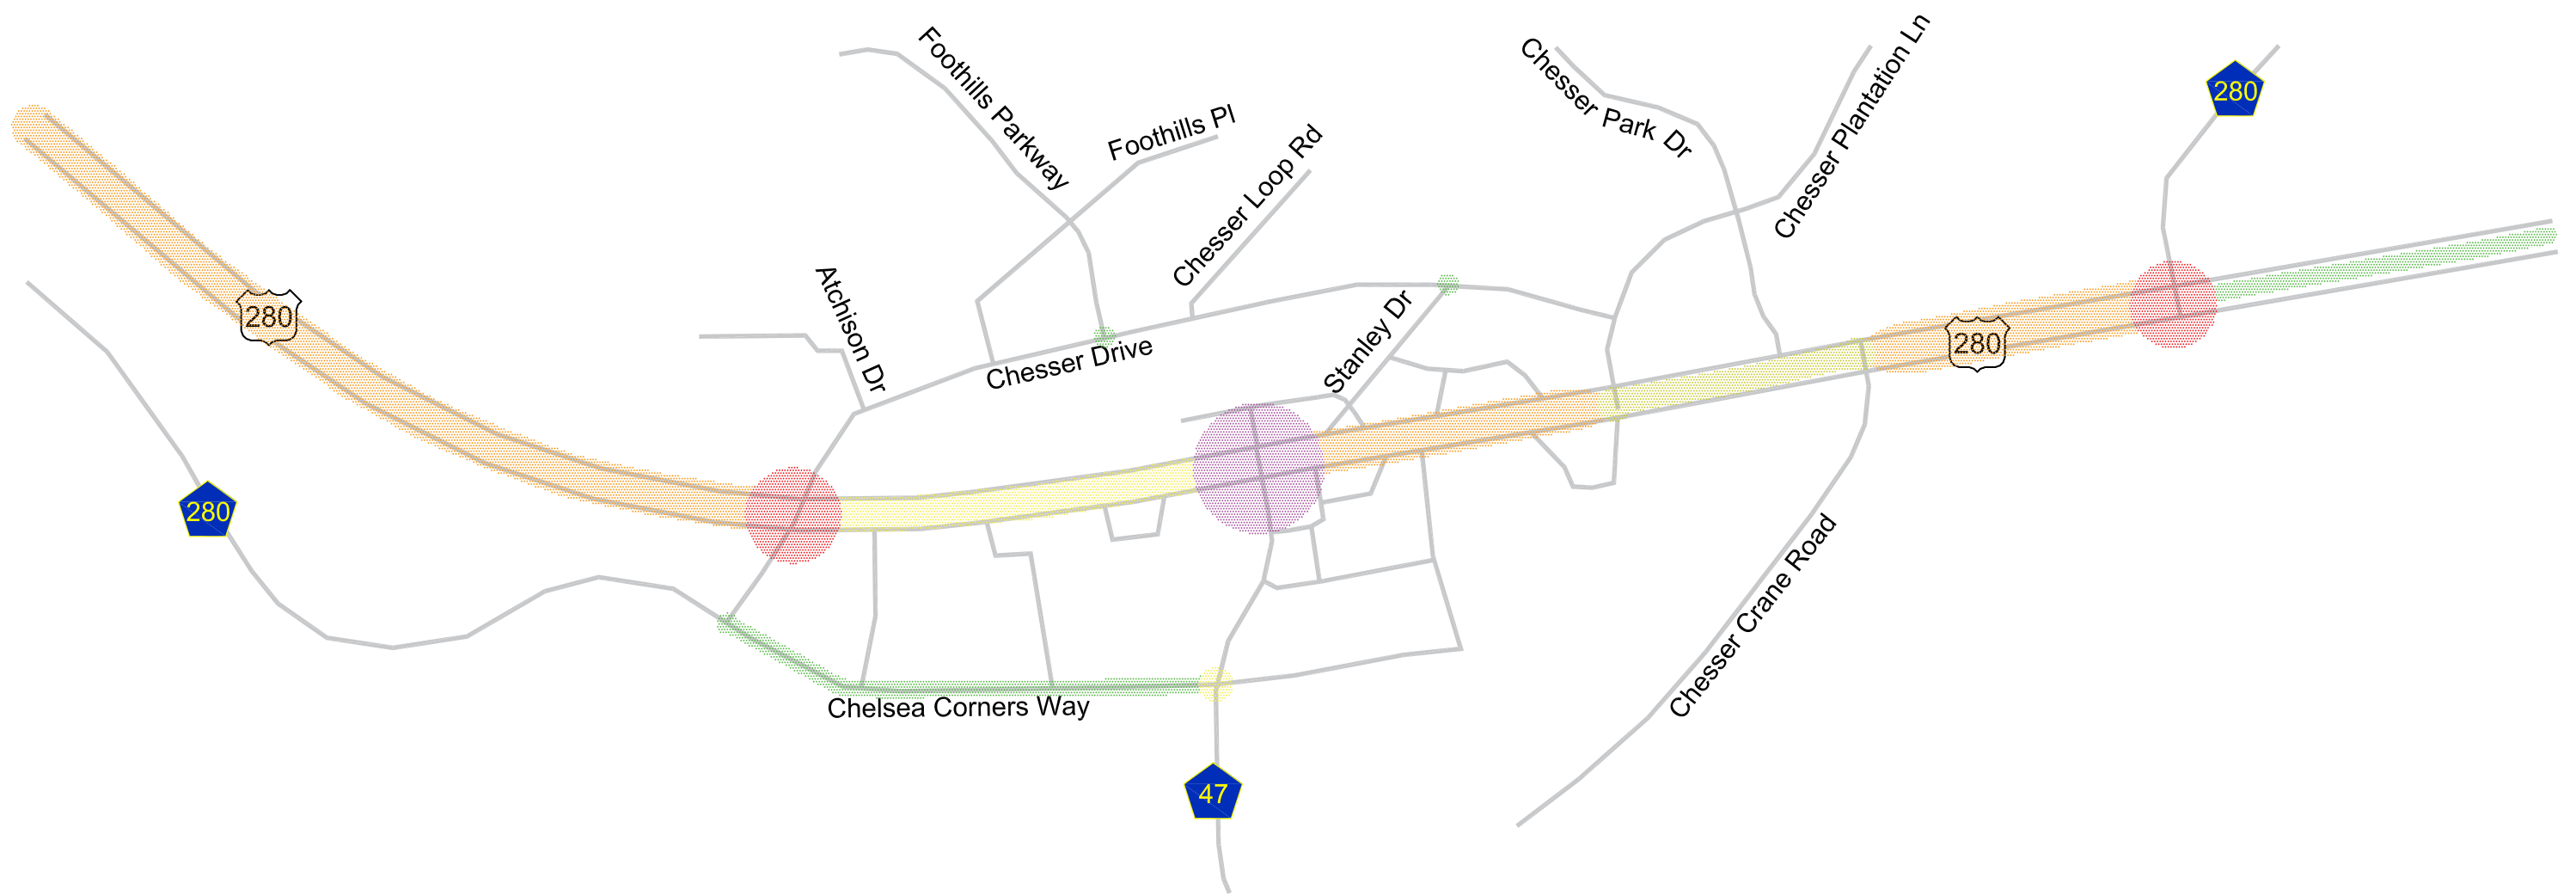 Foothills Parkway
Foothills Pl
Chesser Loop Rd
Chesser Park Dr
Chesser Plantation Ln
280
Atchison Dr
280
Chesser Drive
Stanley Dr
280
280
Chesser Crane Road
Chelsea Corners Way
47